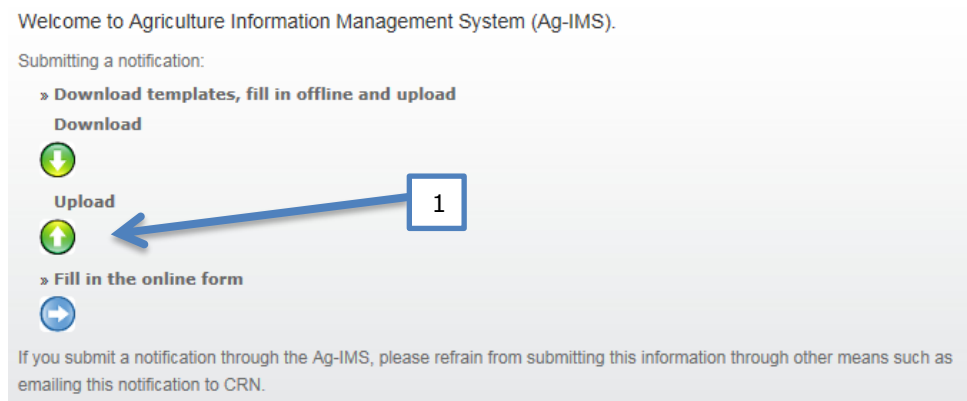 Welcome to Agriculture Information Management System (Ag-IMS).
Submitting a notification:
» Download templates, fill in offline and upload
Download
Upload
1
» Fill in the online form
If you submit a notification through the Ag-IMS, please refrain from submitting this information through other means such as
emailing this notification to CRN.